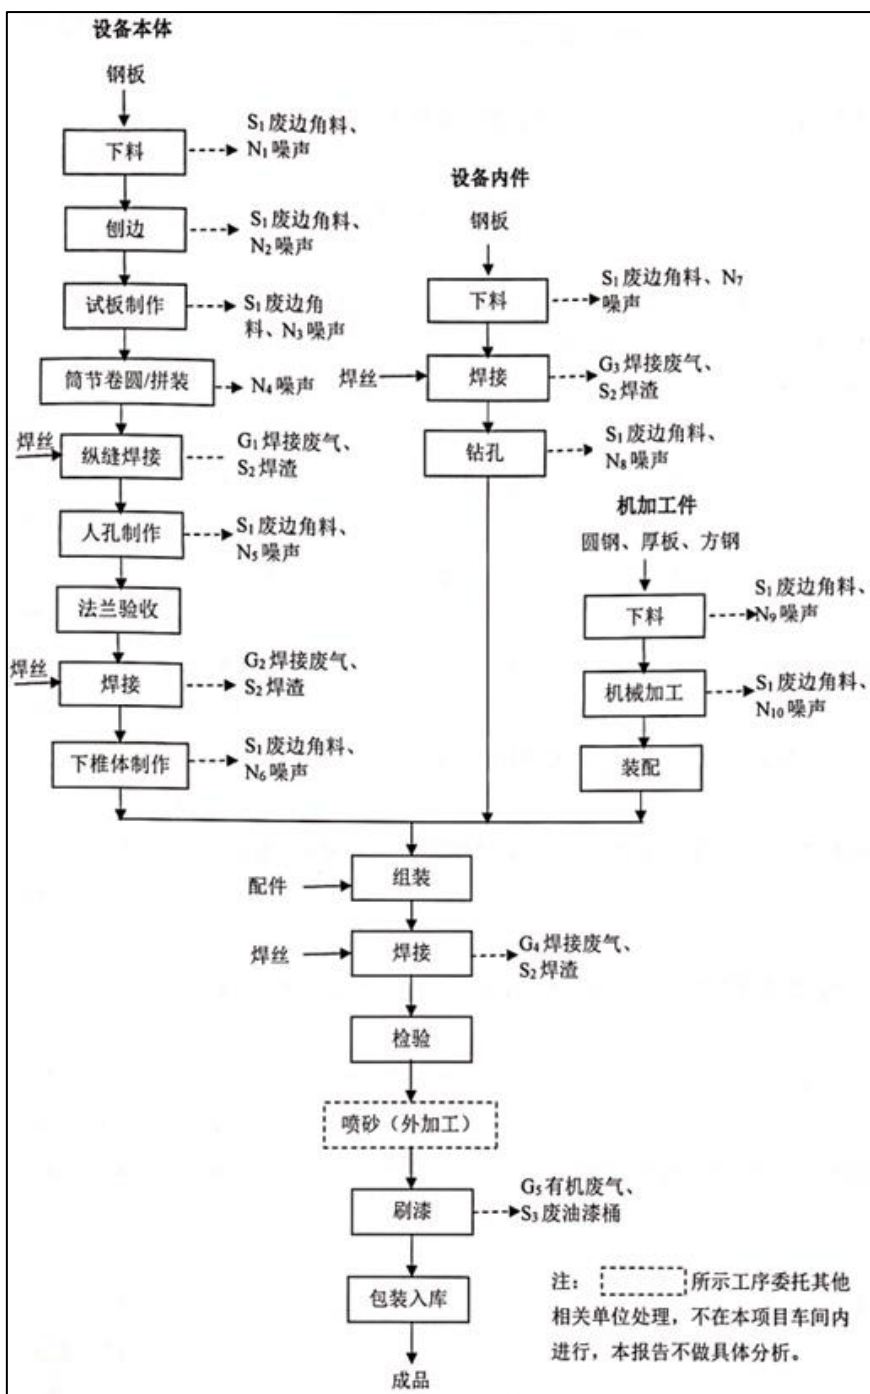 设备本体
钢板
下料
S₁废边角料、
N₁噪声
刨边
S₁废边角料、
N₂噪声
试板制作
S₁废边角
料、N₃噪声
筒节卷圆/拼装
N₄噪声
焊丝
纵缝焊接
G₁焊接废气、
S₂焊渣
人孔制作
S₁废边角料、
N₅噪声
法兰验收
焊丝
焊接
G₂焊接废气、
S₂焊渣
下椎体制作
S₁废边角料、
N₆噪声
设备内件
钢板
下料
S₁废边角料、N₇
噪声
焊丝
焊接
G₃焊接废气、
S₂焊渣
钻孔
S₁废边角料、
N₈噪声
机加工件
圆钢、厚板、方钢
下料
S₁废边角料、
N₉噪声
机械加工
S₁废边角料、
N₁₀噪声
装配
配件
组装
焊丝
焊接
G₄焊接废气、
S₂焊渣
检验
喷砂（外加工）
刷漆
G₅有机废气、
S₃废油漆桶
包装入库
成品
注： 所示工序委托其他
相关单位处理，不在本项目车间内
进行，本报告不做具体分析。